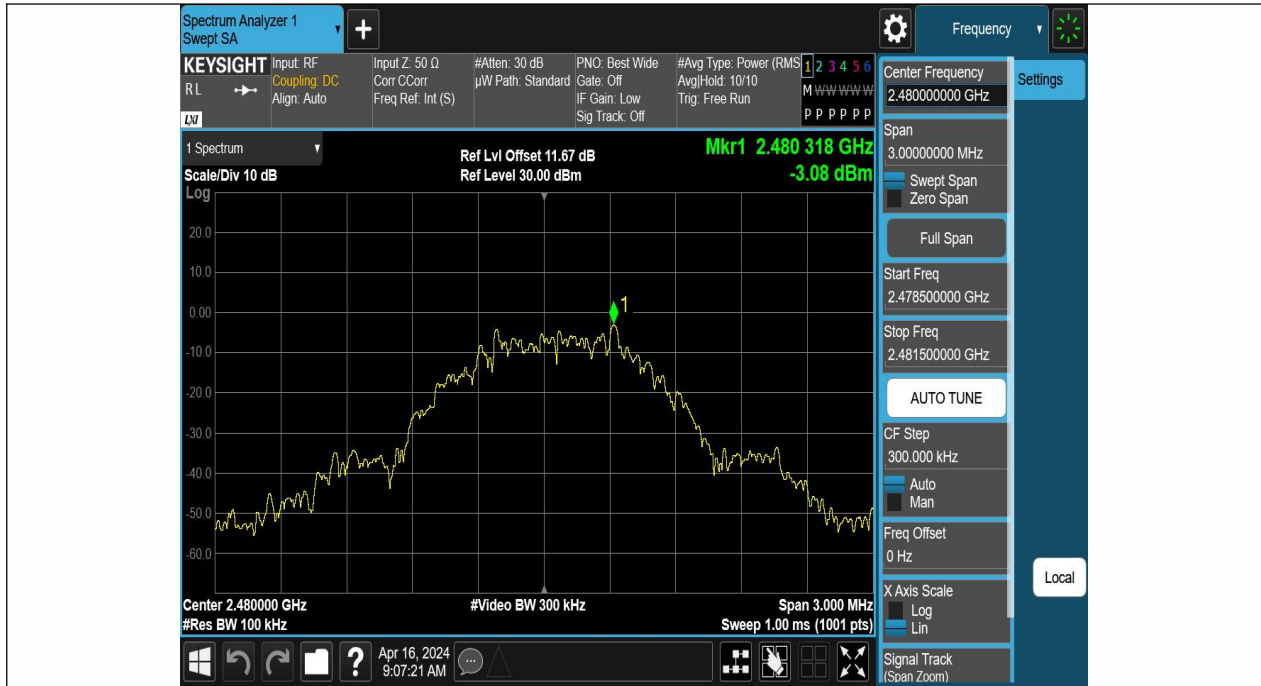 Spectrum Analyzer 1
Swept SA
+
Frequency
KEYSIGHT
R L
LXI
Input: RF
Coupling: DC
Align: Auto
Input Z: 50 Ω
Corr CCorr
Freq Ref: Int (S)
#Atten: 30 dB
µW Path: Standard
PNO: Best Wide
Gate: Off
IF Gain: Low
Sig Track: Off
#Avg Type: Power (RMS
Avg|Hold: 10/10
Trig: Free Run
1 2 3 4 5 6
M W W W W W
P P P P P P
1 Spectrum
Scale/Div 10 dB
Log
Ref Lvl Offset 11.67 dB
Ref Level 30.00 dBm
Mkr1 2.480 318 GHz
-3.08 dBm
20.0
10.0
0.00
-10.0
-20.0
-30.0
-40.0
-50.0
-60.0
1
Center 2.480000 GHz
#Res BW 100 kHz
#Video BW 300 kHz
Span 3.000 MHz
Sweep 1.00 ms (1001 pts)
?
Apr 16, 2024
9:07:21 AM
Center Frequency
2.480000000 GHz
Span
3.00000000 MHz
Swept Span
Zero Span
Full Span
Start Freq
2.478500000 GHz
Stop Freq
2.481500000 GHz
AUTO TUNE
CF Step
300.000 kHz
Auto
Man
Freq Offset
0 Hz
X Axis Scale
Log
Lin
Signal Track
(Span Zoom)
Settings
Local